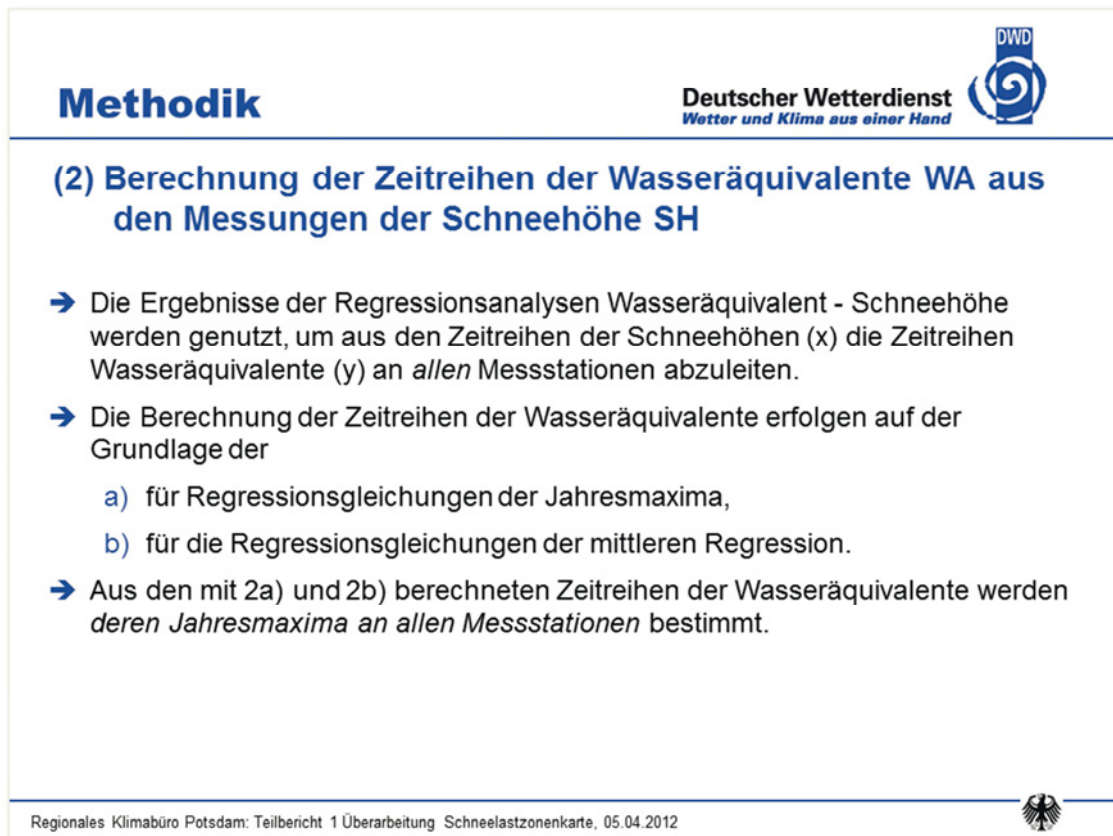 DWD
Methodik
Deutscher Wetterdienst
Wetter und Klima aus einer Hand
(2) Berechnung der Zeitreihen der Wasseräquivalente WA aus
den Messungen der Schneehöhe SH
➔ Die Ergebnisse der Regressionsanalysen Wasseräquivalent - Schneehöhe
werden genutzt, um aus den Zeitreihen der Schneehöhen (x) die Zeitreihen
Wasseräquivalente (y) an allen Messstationen abzuleiten.
➔ Die Berechnung der Zeitreihen der Wasseräquivalente erfolgen auf der
Grundlage der
a) für Regressionsgleichungen der Jahresmaxima,
b) für die Regressionsgleichungen der mittleren Regression.
➔ Aus den mit 2a) und 2b) berechneten Zeitreihen der Wasseräquivalente werden
deren Jahresmaxima an allen Messstationen bestimmt.
Regionales Klimabüro Potsdam: Teilbericht 1 Überarbeitung Schneelastzonenkarte, 05.04.2012